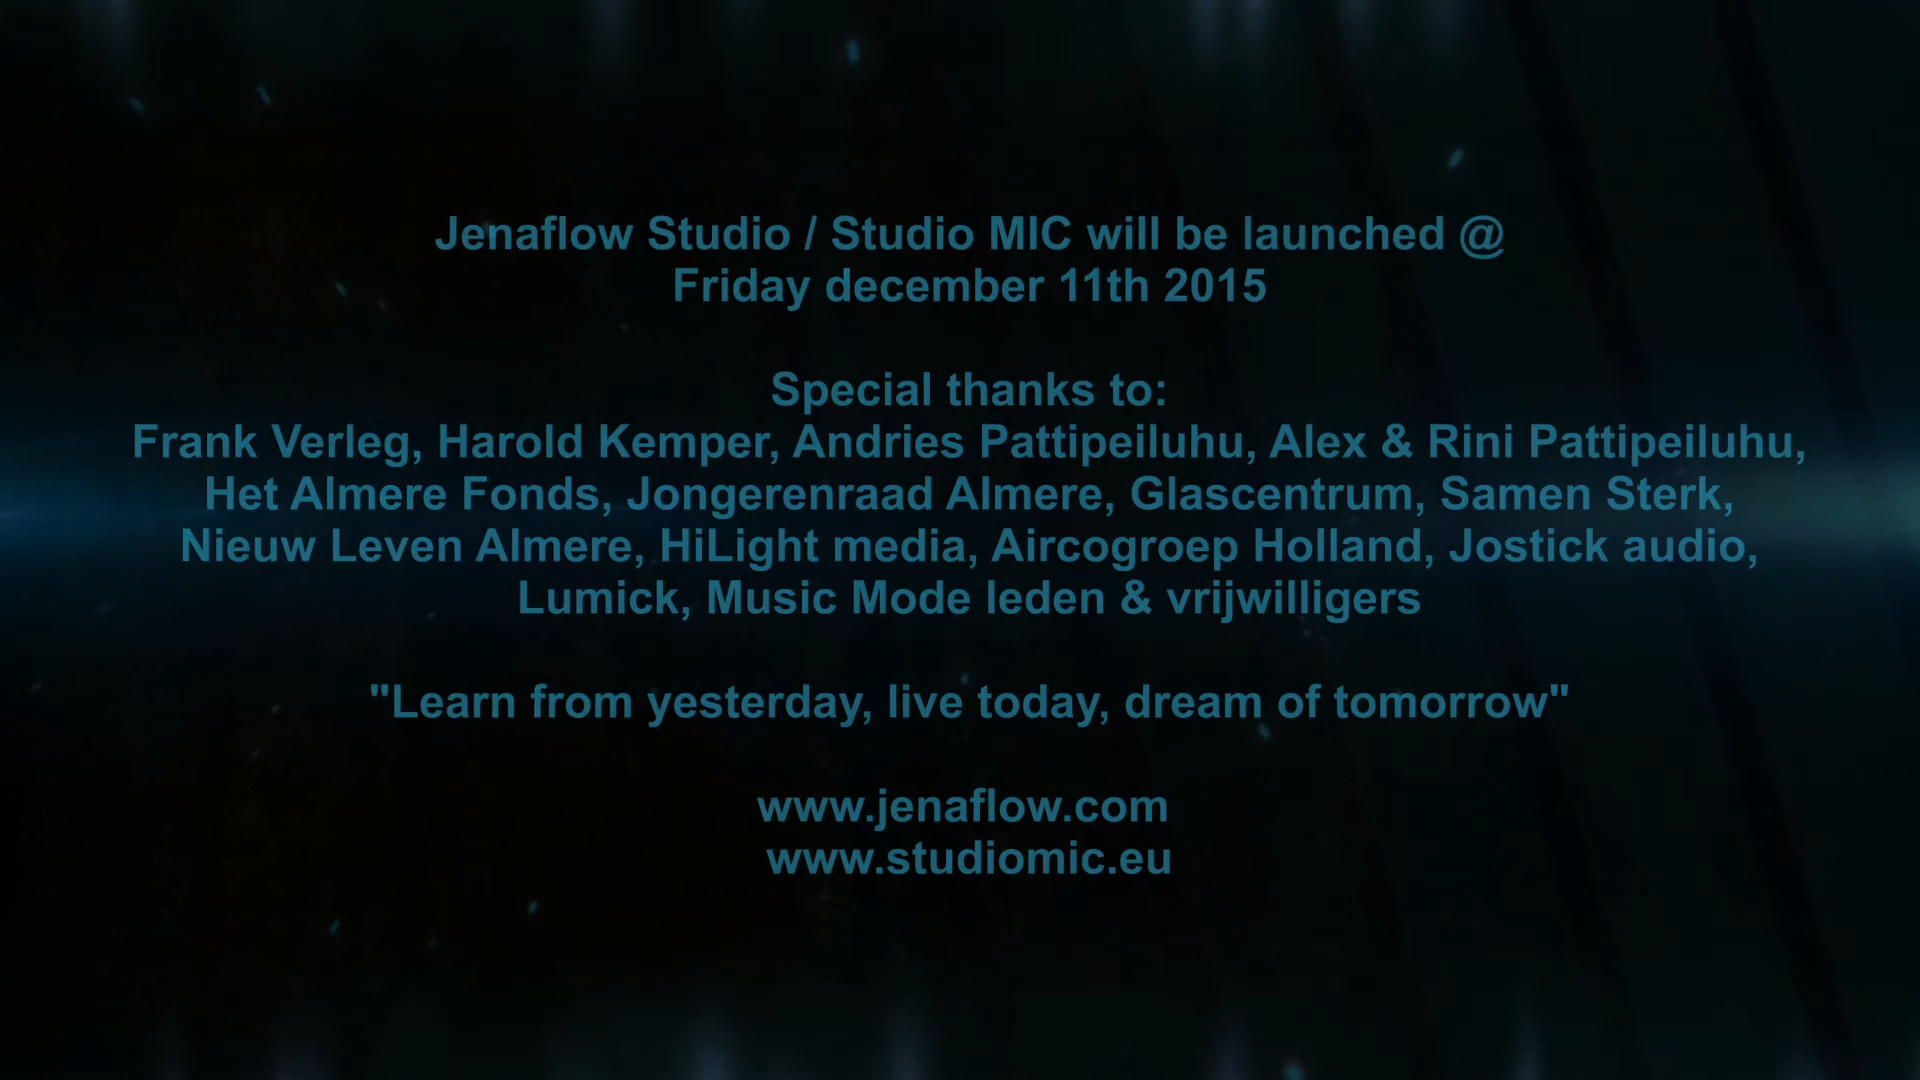 Jenaflow Studio / Studio MIC will be launched @
Friday december 11th 2015
Special thanks to:
Frank Verleg, Harold Kemper, Andries Pattipeiluhu, Alex & Rini Pattipeiluhu,
Het Almere Fonds, Jongerenraad Almere, Glascentrum, Samen Sterk,
Nieuw Leven Almere, HiLight media, Aircogroep Holland, Jostick audio,
Lumick, Music Mode leden & vrijwilligers
"Learn from yesterday, live today, dream of tomorrow"
www.jenaflow.com
www.studiomic.eu